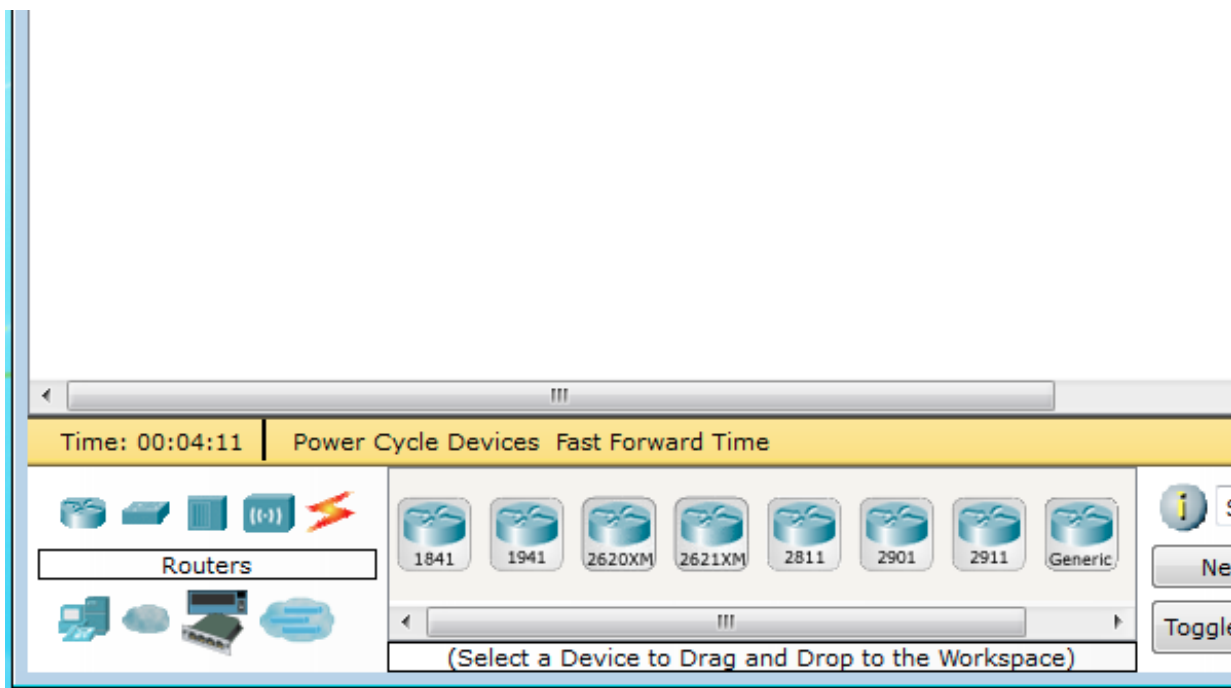 Time: 00:04:11 Power Cycle Devices Fast Forward Time
Routers
1841 1941 2620XM 2621XM 2811 2901 2911 Generic
i
(Select a Device to Drag and Drop to the Workspace)
S
Ne
Toggle